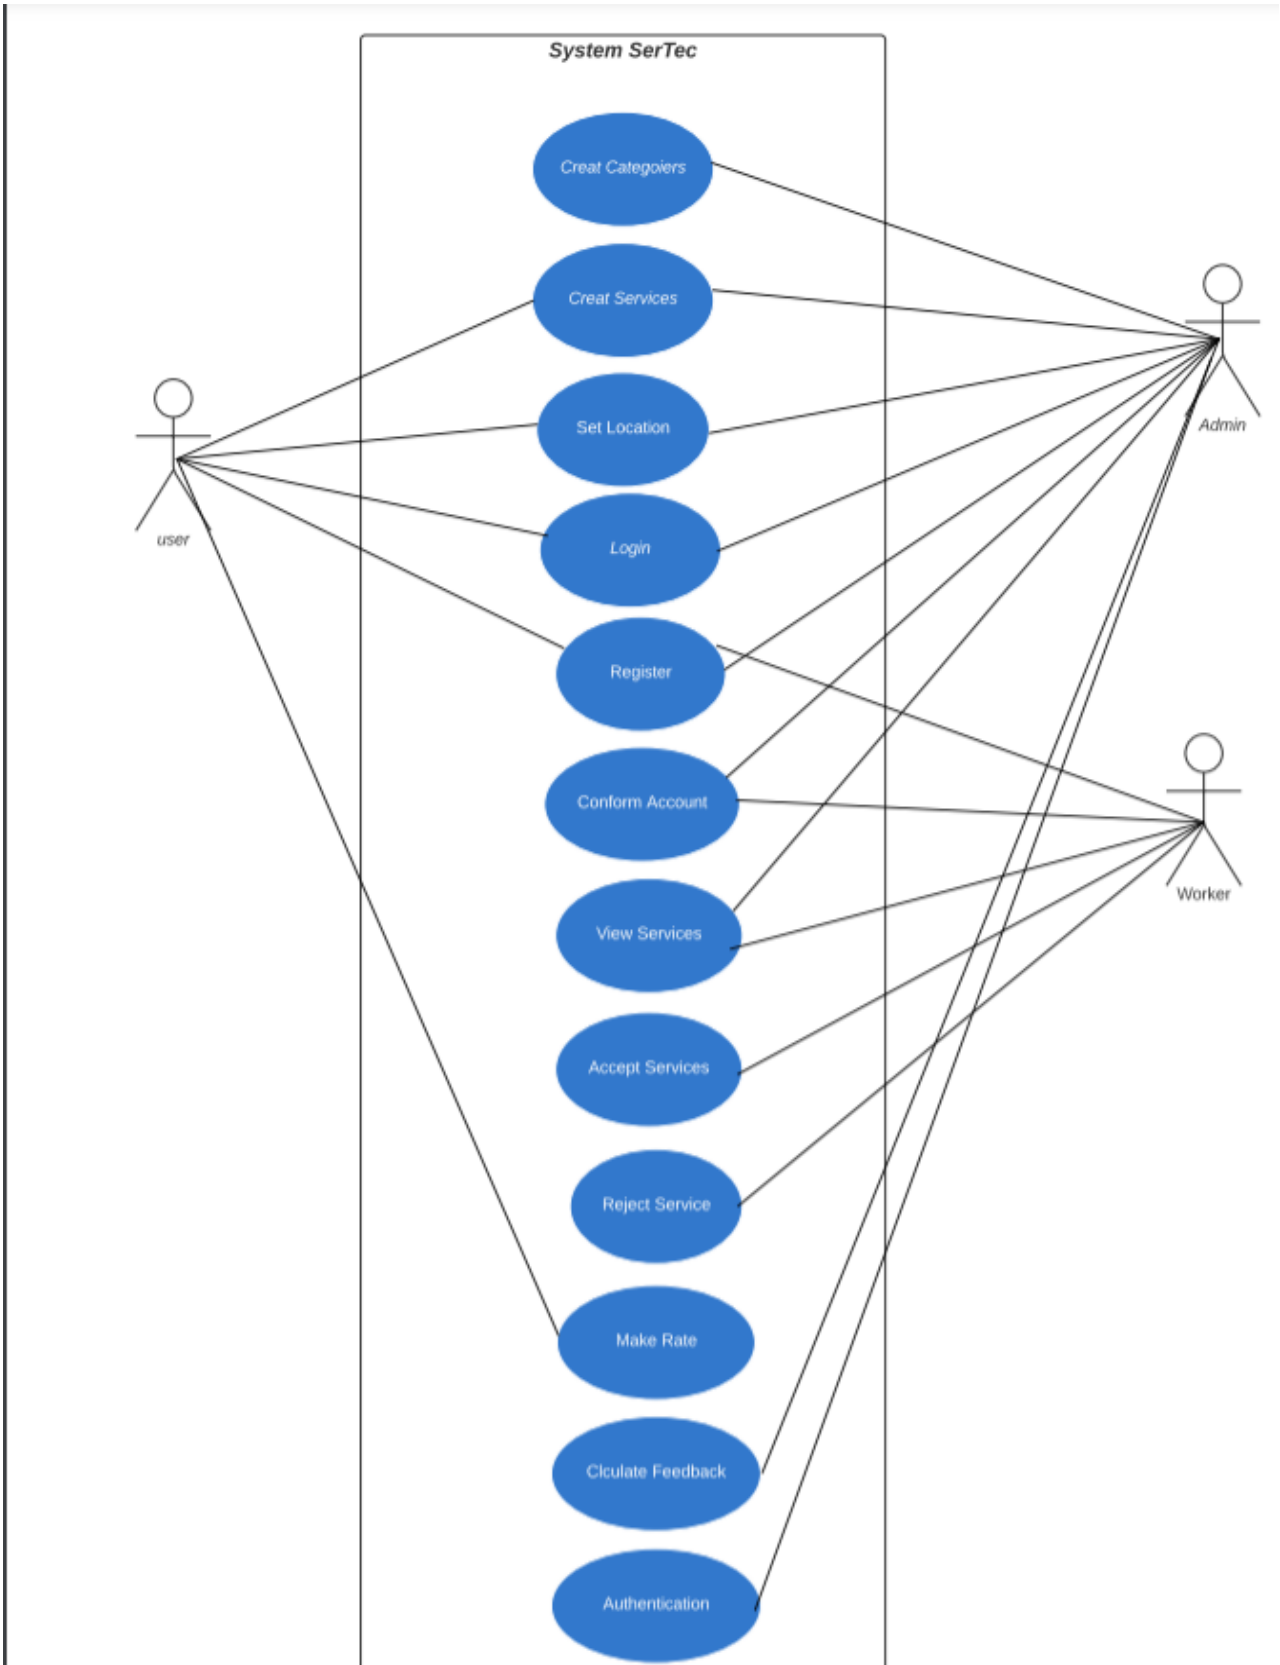 System SerTec
Creat Categoiers
Creat Services
Set Location
Admin
user
Login
Register
Conform Account
Worker
View Services
Accept Services
Reject Service
Make Rate
Clculate Feedback
Authentication